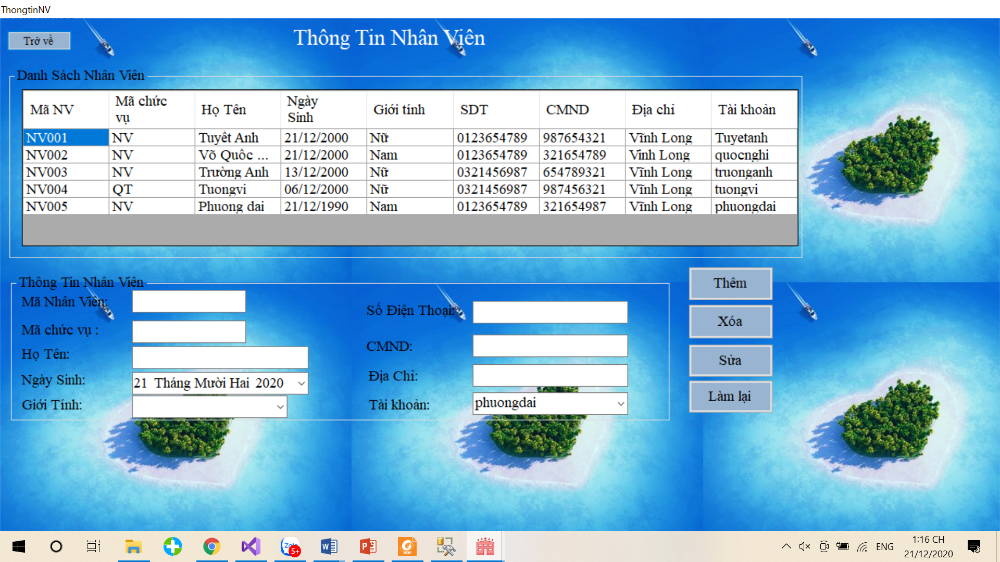 ThongtinNV
Trở về
Thông Tin Nhân Viên
Danh Sách Nhân Viên
Mã NV Mã chức vụ Họ Tên Ngày Sinh Giới tính SDT CMND Địa chỉ Tài khoản
NV001 NV Tuyết Anh 21/12/2000 Nữ 0123654789 987654321 Vĩnh Long Tuyetanh
NV002 NV Võ Quốc ... 21/12/2000 Nam 0123654789 321654789 Vinh Long quocnghi
NV003 NV Trường Anh 13/12/2000 Nữ 0321456987 654789321 Vĩnh Long truonganh
NV004 QT Tuongvi 06/12/2000 Nữ 0321456987 987456321 Vĩnh Long tuongvi
NV005 NV Phuong dai 21/12/1990 Nam 0123654789 321654987 Vĩnh Long phuongdai
Thông Tin Nhân Viên
Mã Nhân Viên:
Mã chức vụ :
Họ Tên:
Ngày Sinh: 21 Tháng Mười Hai 2020
Giới Tính:
Số Điện Thoại:
CMND:
Địa Chỉ:
Tài khoản: phuongdai
Thêm
Xóa
Sửa
Làm lại
Zalo
5+
PDF
ENG
1:16 CH
21/12/2020